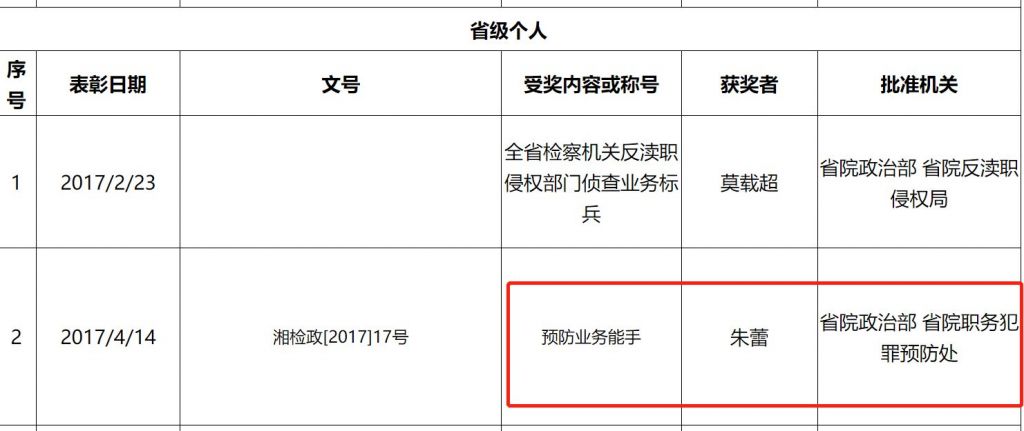 省级个人
序号 表彰日期 文号 受奖内容或称号 获奖者 批准机关
1 2017/2/23 全省检察机关反渎职侵权部门侦查业务标兵 莫载超 省院政治部 省院反渎职侵权局
2 2017/4/14 湘检政[2017]17号 预防业务能手 朱蕾 省院政治部 省院职务犯罪预防处